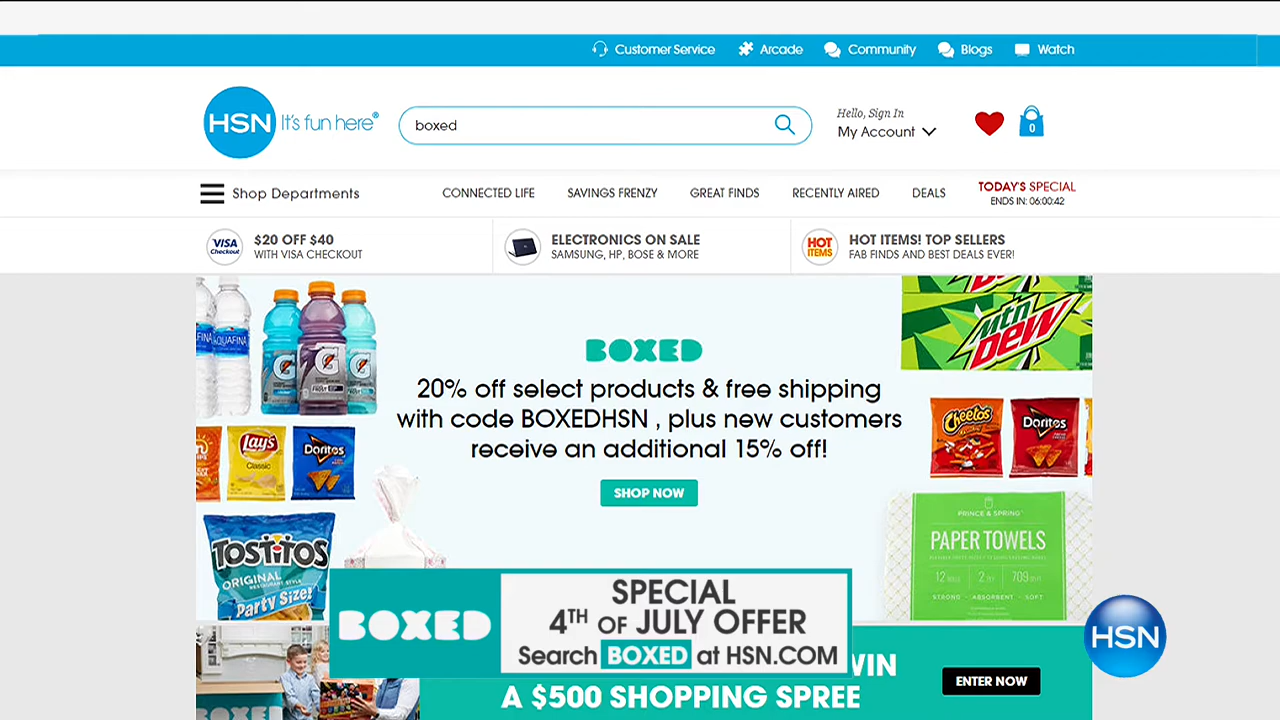 Customer Service
Arcade
Community
Blogs
Watch
HSN It's fun here®
boxed
Hello, Sign In
My Account
0
Shop Departments
CONNECTED LIFE
SAVINGS FRENZY
GREAT FINDS
RECENTLY AIRED
DEALS
TODAY'S SPECIAL
ENDS IN: 06:00:42
VISA
Checkout
$20 OFF $40
WITH VISA CHECKOUT
ELECTRONICS ON SALE
SAMSUNG, HP, BOSE & MORE
HOT
ITEMS
HOT ITEMS! TOP SELLERS
FAB FINDS AND BEST DEALS EVER!
AQUAFINA
G
G
G
Mtn
DEW
BOXED
20% off select products & free shipping
with code BOXEDHSN , plus new customers
receive an additional 15% off!
SHOP NOW
Lay's
Classic
Doritos
Cheetos
Doritos
TOSTITOS
ORIGINAL
Party Size!
PRINCE & SPRING
PAPER TOWELS
12
2
709
STRONG · ABSORBENT · SOFT
BOXED
SPECIAL
4TH OF JULY OFFER
Search BOXED at HSN.COM
WIN
A $500 SHOPPING SPREE
ENTER NOW
HSN
BOXED